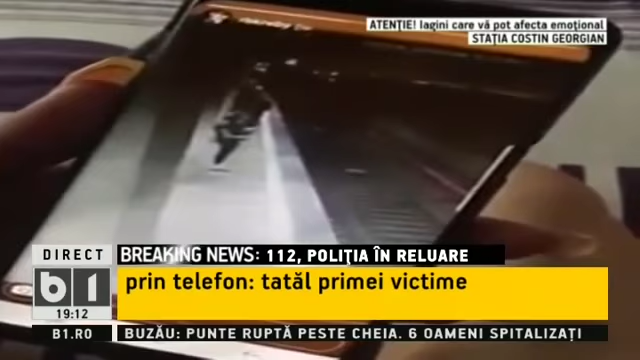 ATENȚIE! Iagini care vă pot afecta emoțional
STAȚIA COSTIN GEORGIAN
DIRECT
BREAKING NEWS: 112, POLIȚIA ÎN RELUARE
b1
prin telefon: tatăl primei victime
19:12
B1.RO
BUZĂU: PUNTE RUPTĂ PESTE CHEIA. 6 OAMENI SPITALIZAȚI